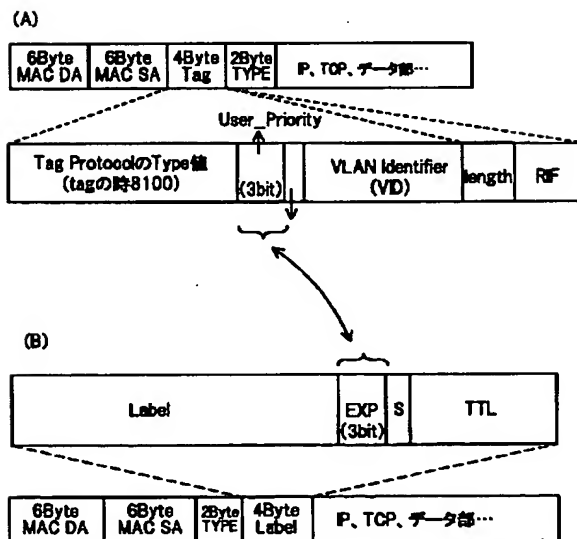 (A)
6Byte MAC DA
6Byte MAC SA
4Byte Tag
2Byte TYPE
IP、TCP、データ部…
User_Priority
Tag ProtocolのType値
(tagの時8100)
(3bit)
VLAN Identifier
(VID)
length
RIF
(B)
Label
EXP
(3bit)
S
TTL
6Byte MAC DA
6Byte MAC SA
2Byte TYPE
4Byte Label
IP、TCP、データ部…